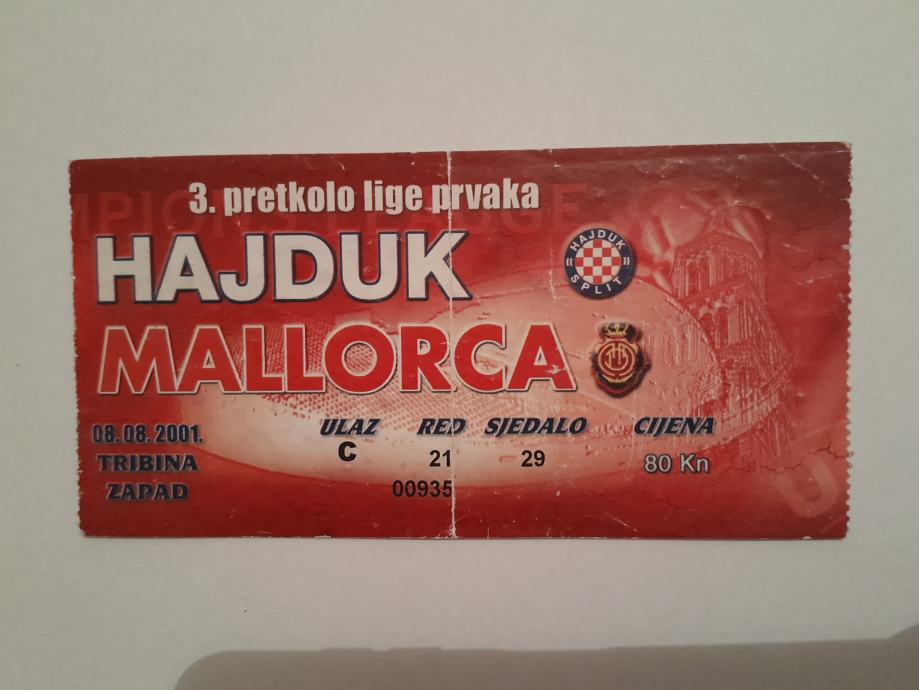 3. pretkolo lige prvaka
HAJDUK
HAJDUK
SPLIT
MALLORCA
08.08.2001.
ULAZ RED SJEDALO CIJENA
C 21 29 80 Kn
TRIBINA
ZAPAD
00935